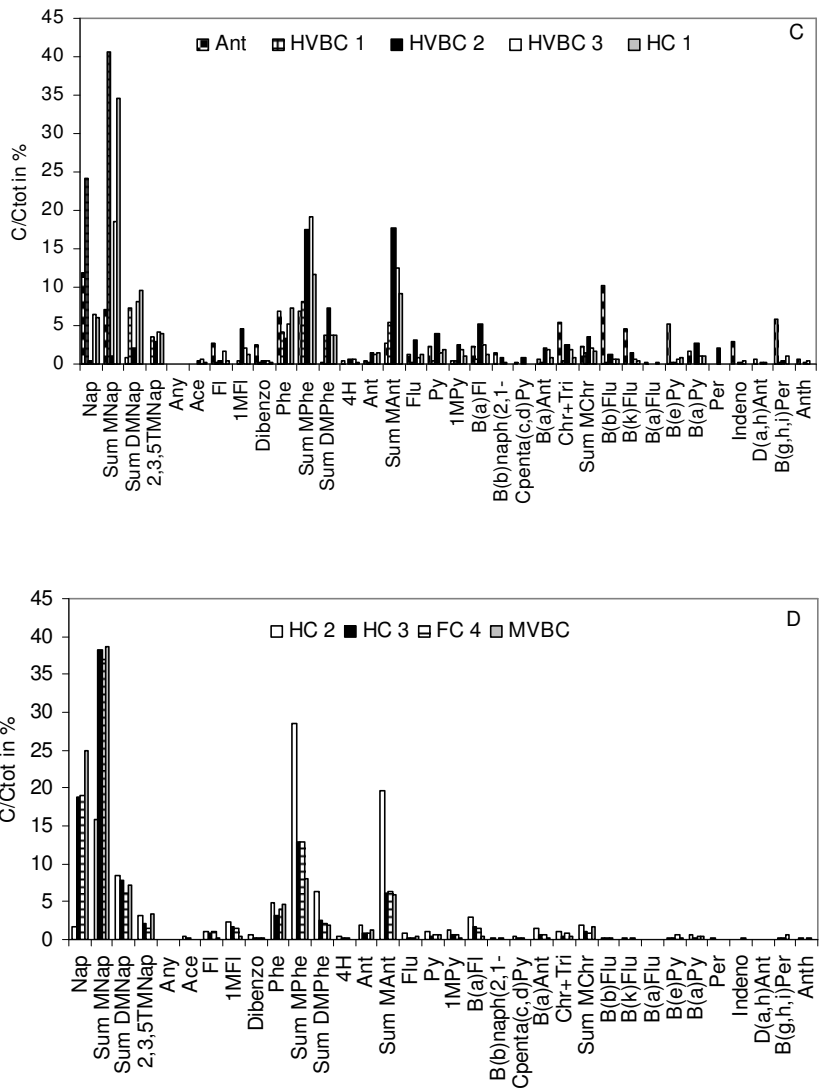 C
Ant HVBC 1 HVBC 2 HVBC 3 HC 1
C/Ctot in %
45
40
35
30
25
20
15
10
5
0
Nap
Sum MNap
Sum DMNap
2,3,5TMNap
Any
Ace
Fl
1MFl
Dibenzo
Phe
Sum MPhe
Sum DMPhe
4H
Ant
Sum MAnt
Flu
Py
1MPy
B(a)Fl
B(b)naph(2,1-
Cpenta(c,d)Py
B(a)Ant
Chr+Tri
Sum MChr
B(b)Flu
B(k)Flu
B(a)Flu
B(e)Py
B(a)Py
Per
Indeno
D(a,h)Ant
B(g,h,i)Per
Anth
D
HC 2 HC 3 FC 4 MVBC
C/Ctot in %
45
40
35
30
25
20
15
10
5
0
Nap
Sum MNap
Sum DMNap
2,3,5TMNap
Any
Ace
Fl
1MFl
Dibenzo
Phe
Sum MPhe
Sum DMPhe
4H
Ant
Sum MAnt
Flu
Py
1MPy
B(a)Fl
B(b)naph(2,1-
Cpenta(c,d)Py
B(a)Ant
Chr+Tri
Sum MChr
B(b)Flu
B(k)Flu
B(a)Flu
B(e)Py
B(a)Py
Per
Indeno
D(a,h)Ant
B(g,h,i)Per
Anth